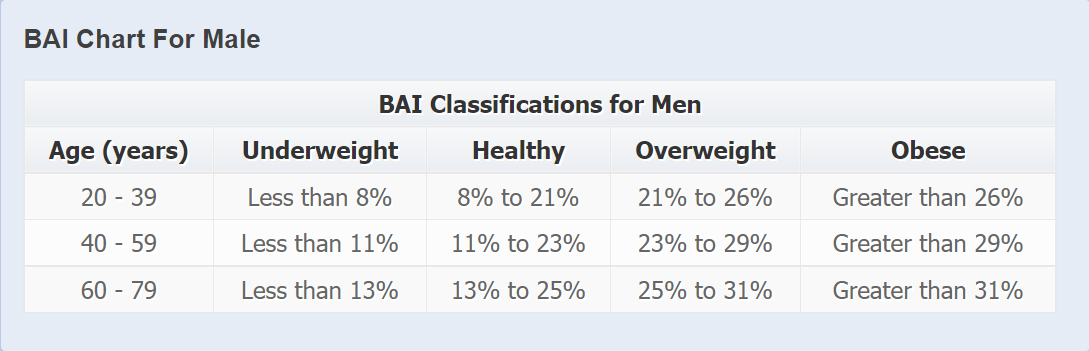 BAI Chart For Male
BAI Classifications for Men
Age (years) Underweight Healthy Overweight Obese
20 - 39 Less than 8% 8% to 21% 21% to 26% Greater than 26%
40 - 59 Less than 11% 11% to 23% 23% to 29% Greater than 29%
60 - 79 Less than 13% 13% to 25% 25% to 31% Greater than 31%